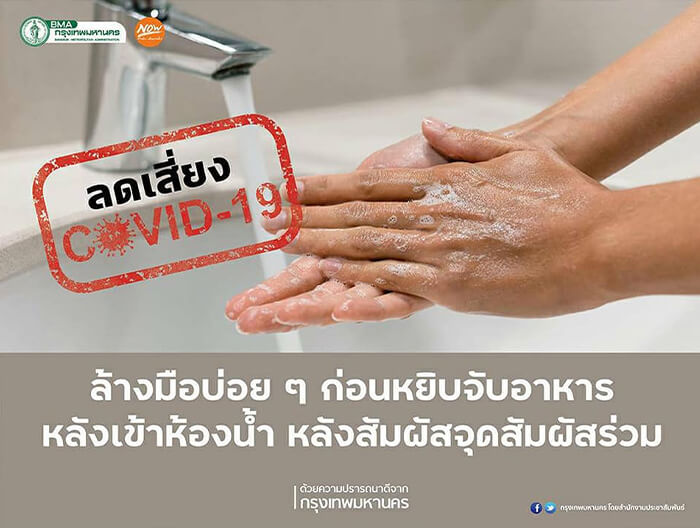 BMA
กรุงเทพมหานคร
BANGKOK METROPOLITAN ADMINISTRATION
NOW
ลดเสี่ยง
COVID-19
ล้างมือบ่อย ๆ ก่อนหยิบจับอาหาร
หลังเข้าห้องน้ำ หลังสัมผัสจุดสัมผัสร่วม
ด้วยความปรารถนาดีจาก
กรุงเทพมหานคร
กรุงเทพมหานคร โดยสำนักงานประชาสัมพันธ์